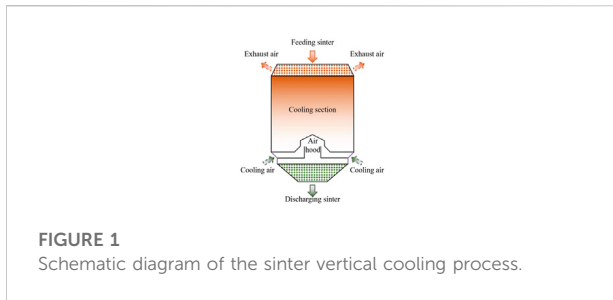 Feeding sinter
Exhaust air
Exhaust air
Cooling section
Air
hood
Cooling air
Cooling air
Discharging sinter
FIGURE 1
Schematic diagram of the sinter vertical cooling process.